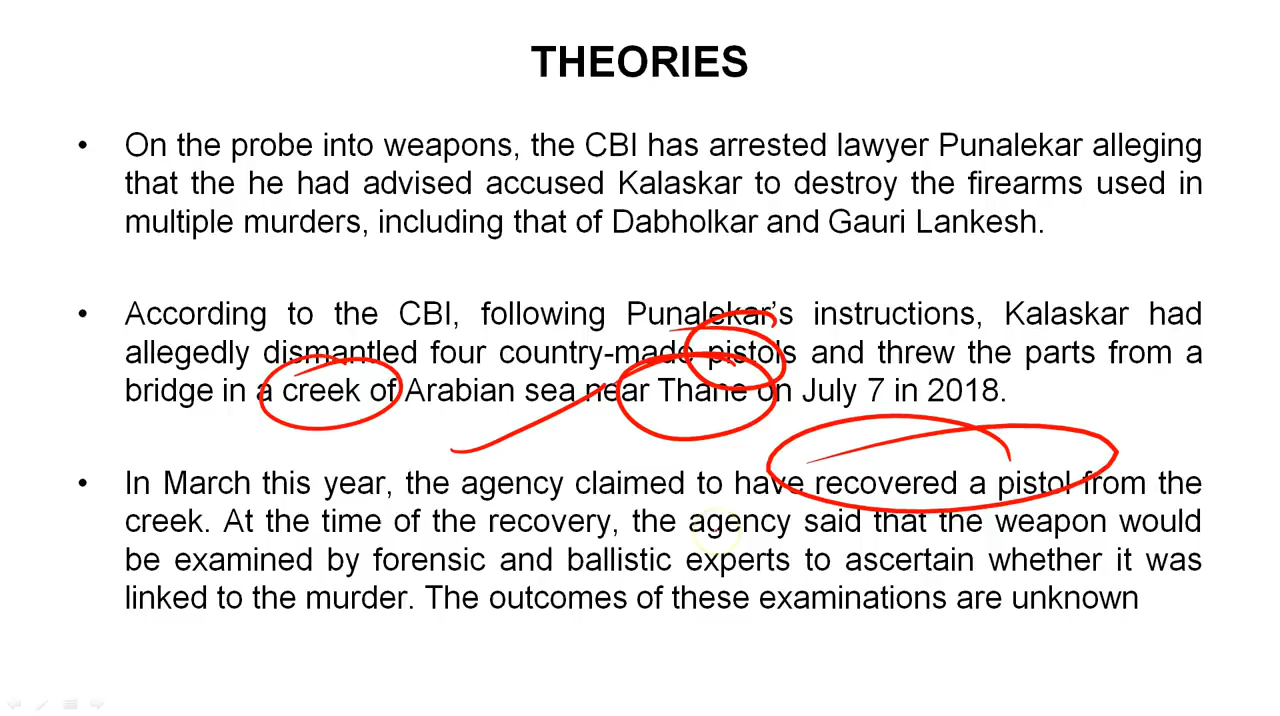 THEORIES
• On the probe into weapons, the CBI has arrested lawyer Punalekar alleging
that the he had advised accused Kalaskar to destroy the firearms used in
multiple murders, including that of Dabholkar and Gauri Lankesh.
• According to the CBI, following Punalekar's instructions, Kalaskar had
allegedly dismantled four country-made pistols and threw the parts from a
bridge in a creek of Arabian sea near Thane on July 7 in 2018.
• In March this year, the agency claimed to have recovered a pistol from the
creek. At the time of the recovery, the agency said that the weapon would
be examined by forensic and ballistic experts to ascertain whether it was
linked to the murder. The outcomes of these examinations are unknown